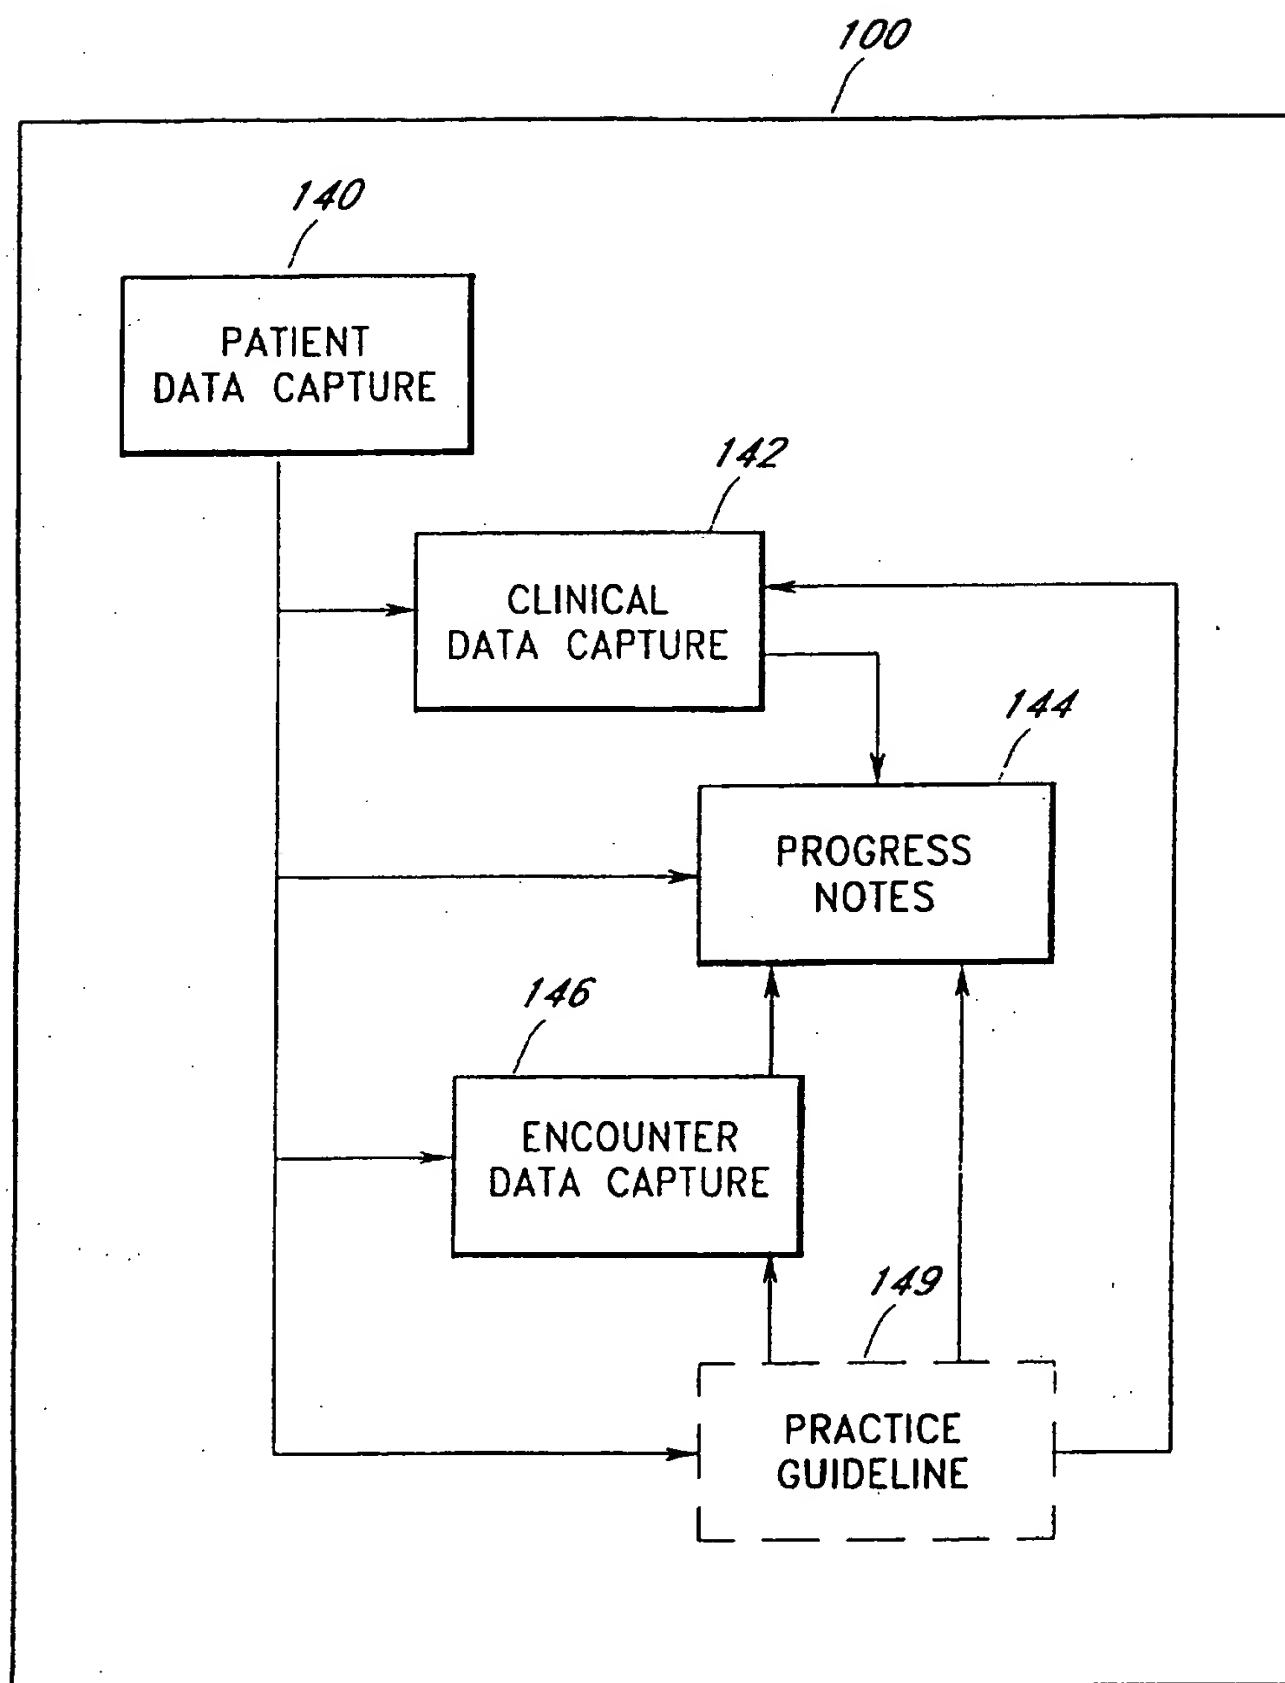 100
140
PATIENT
DATA CAPTURE
142
CLINICAL
DATA CAPTURE
144
PROGRESS
NOTES
146
ENCOUNTER
DATA CAPTURE
149
PRACTICE
GUIDELINE